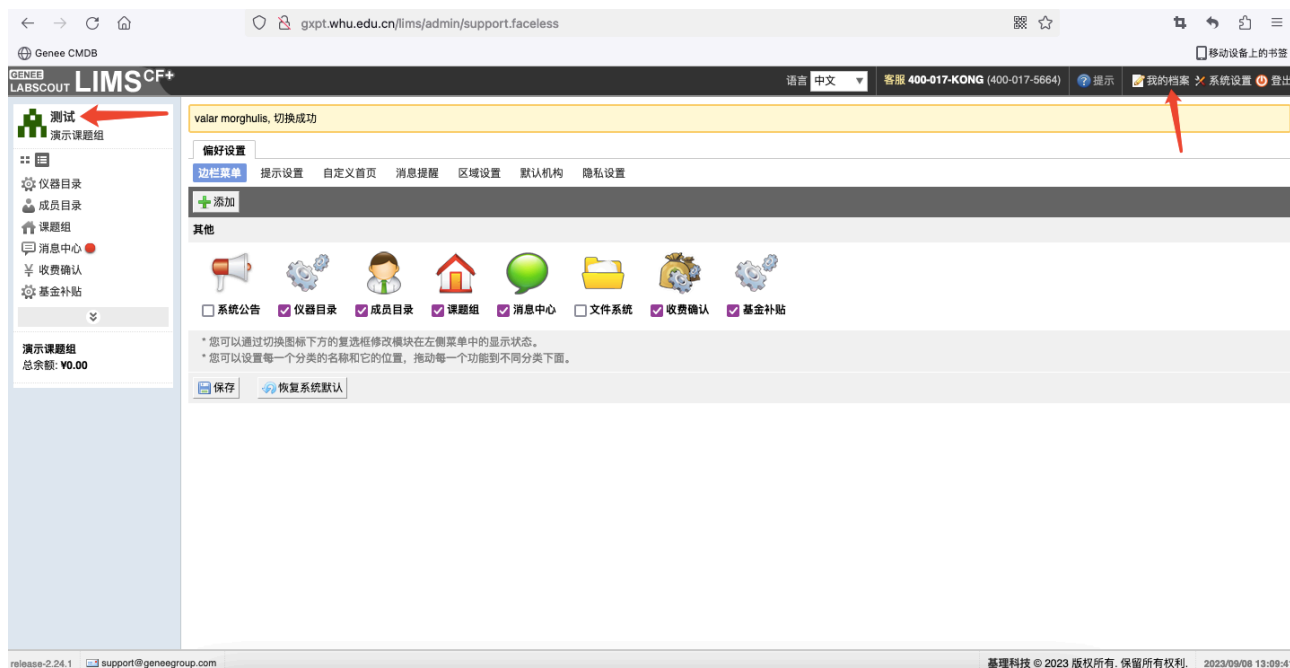 gxpt.whu.edu.cn/lims/admin/support.faceless
Genee CMDB
移动设备上的书签
GENEE
LABSCOUT LIMS CF+
语言 中文 客服 400-017-KONG (400-017-5664) 提示 我的档案 系统设置 登出
测试
演示课题组
仪器目录
成员目录
课题组
消息中心
收费确认
基金补贴
演示课题组
总余额: ¥0.00
valar morghulis, 切换成功
偏好设置
边栏菜单 提示设置 自定义首页 消息提醒 区域设置 默认机构 隐私设置
添加
其他
系统公告 仪器目录 成员目录 课题组 消息中心 文件系统 收费确认 基金补贴
* 您可以通过切换图标下方的复选框修改模块在左侧菜单中的显示状态。
* 您可以设置每一个分类的名称和它的位置，拖动每一个功能到不同分类下面。
保存 恢复系统默认
release-2.24.1 support@geneegroup.com
基理科技 © 2023 版权所有. 保留所有权利. 2023/09/08 13:09:4